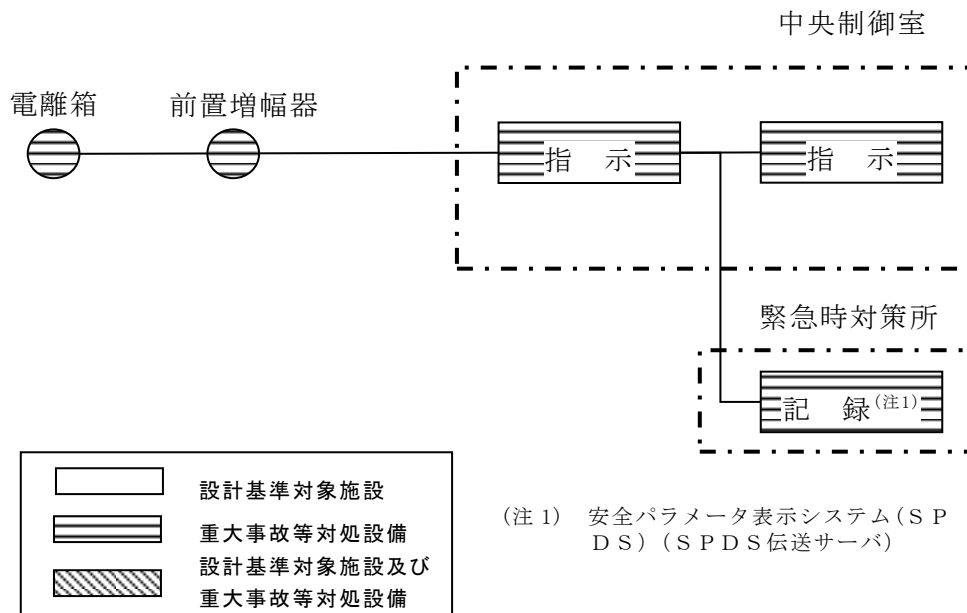 中央制御室
電離箱
前置増幅器
指　示
指　示
緊急時対策所
記　録(注1)
設計基準対象施設
重大事故等対処設備
設計基準対象施設及び
重大事故等対処設備
(注 1)　安全パラメータ表示システム(ＳＰ
ＤＳ)(ＳＰＤＳ伝送サーバ)